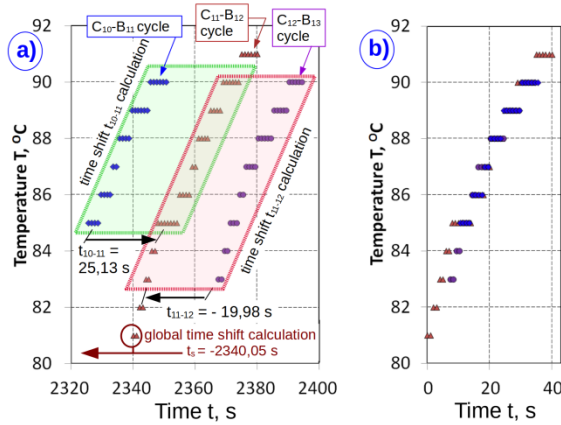 a)
C10-B11 cycle
C11-B12
cycle
C12-B13
cycle
b)
Temperature T, ºC
92
90
88
86
84
82
80
time shift t10-11 calculation
time shift t11-12 calculation
t10-11 =
25,13 s
t11-12 = - 19,98 s
global time shift calculation
ts = -2340,05 s
2320
2340
2360
2380
2400
Time t, s
Temperature T, ºC
92
90
88
86
84
82
80
0
20
40
Time t, s